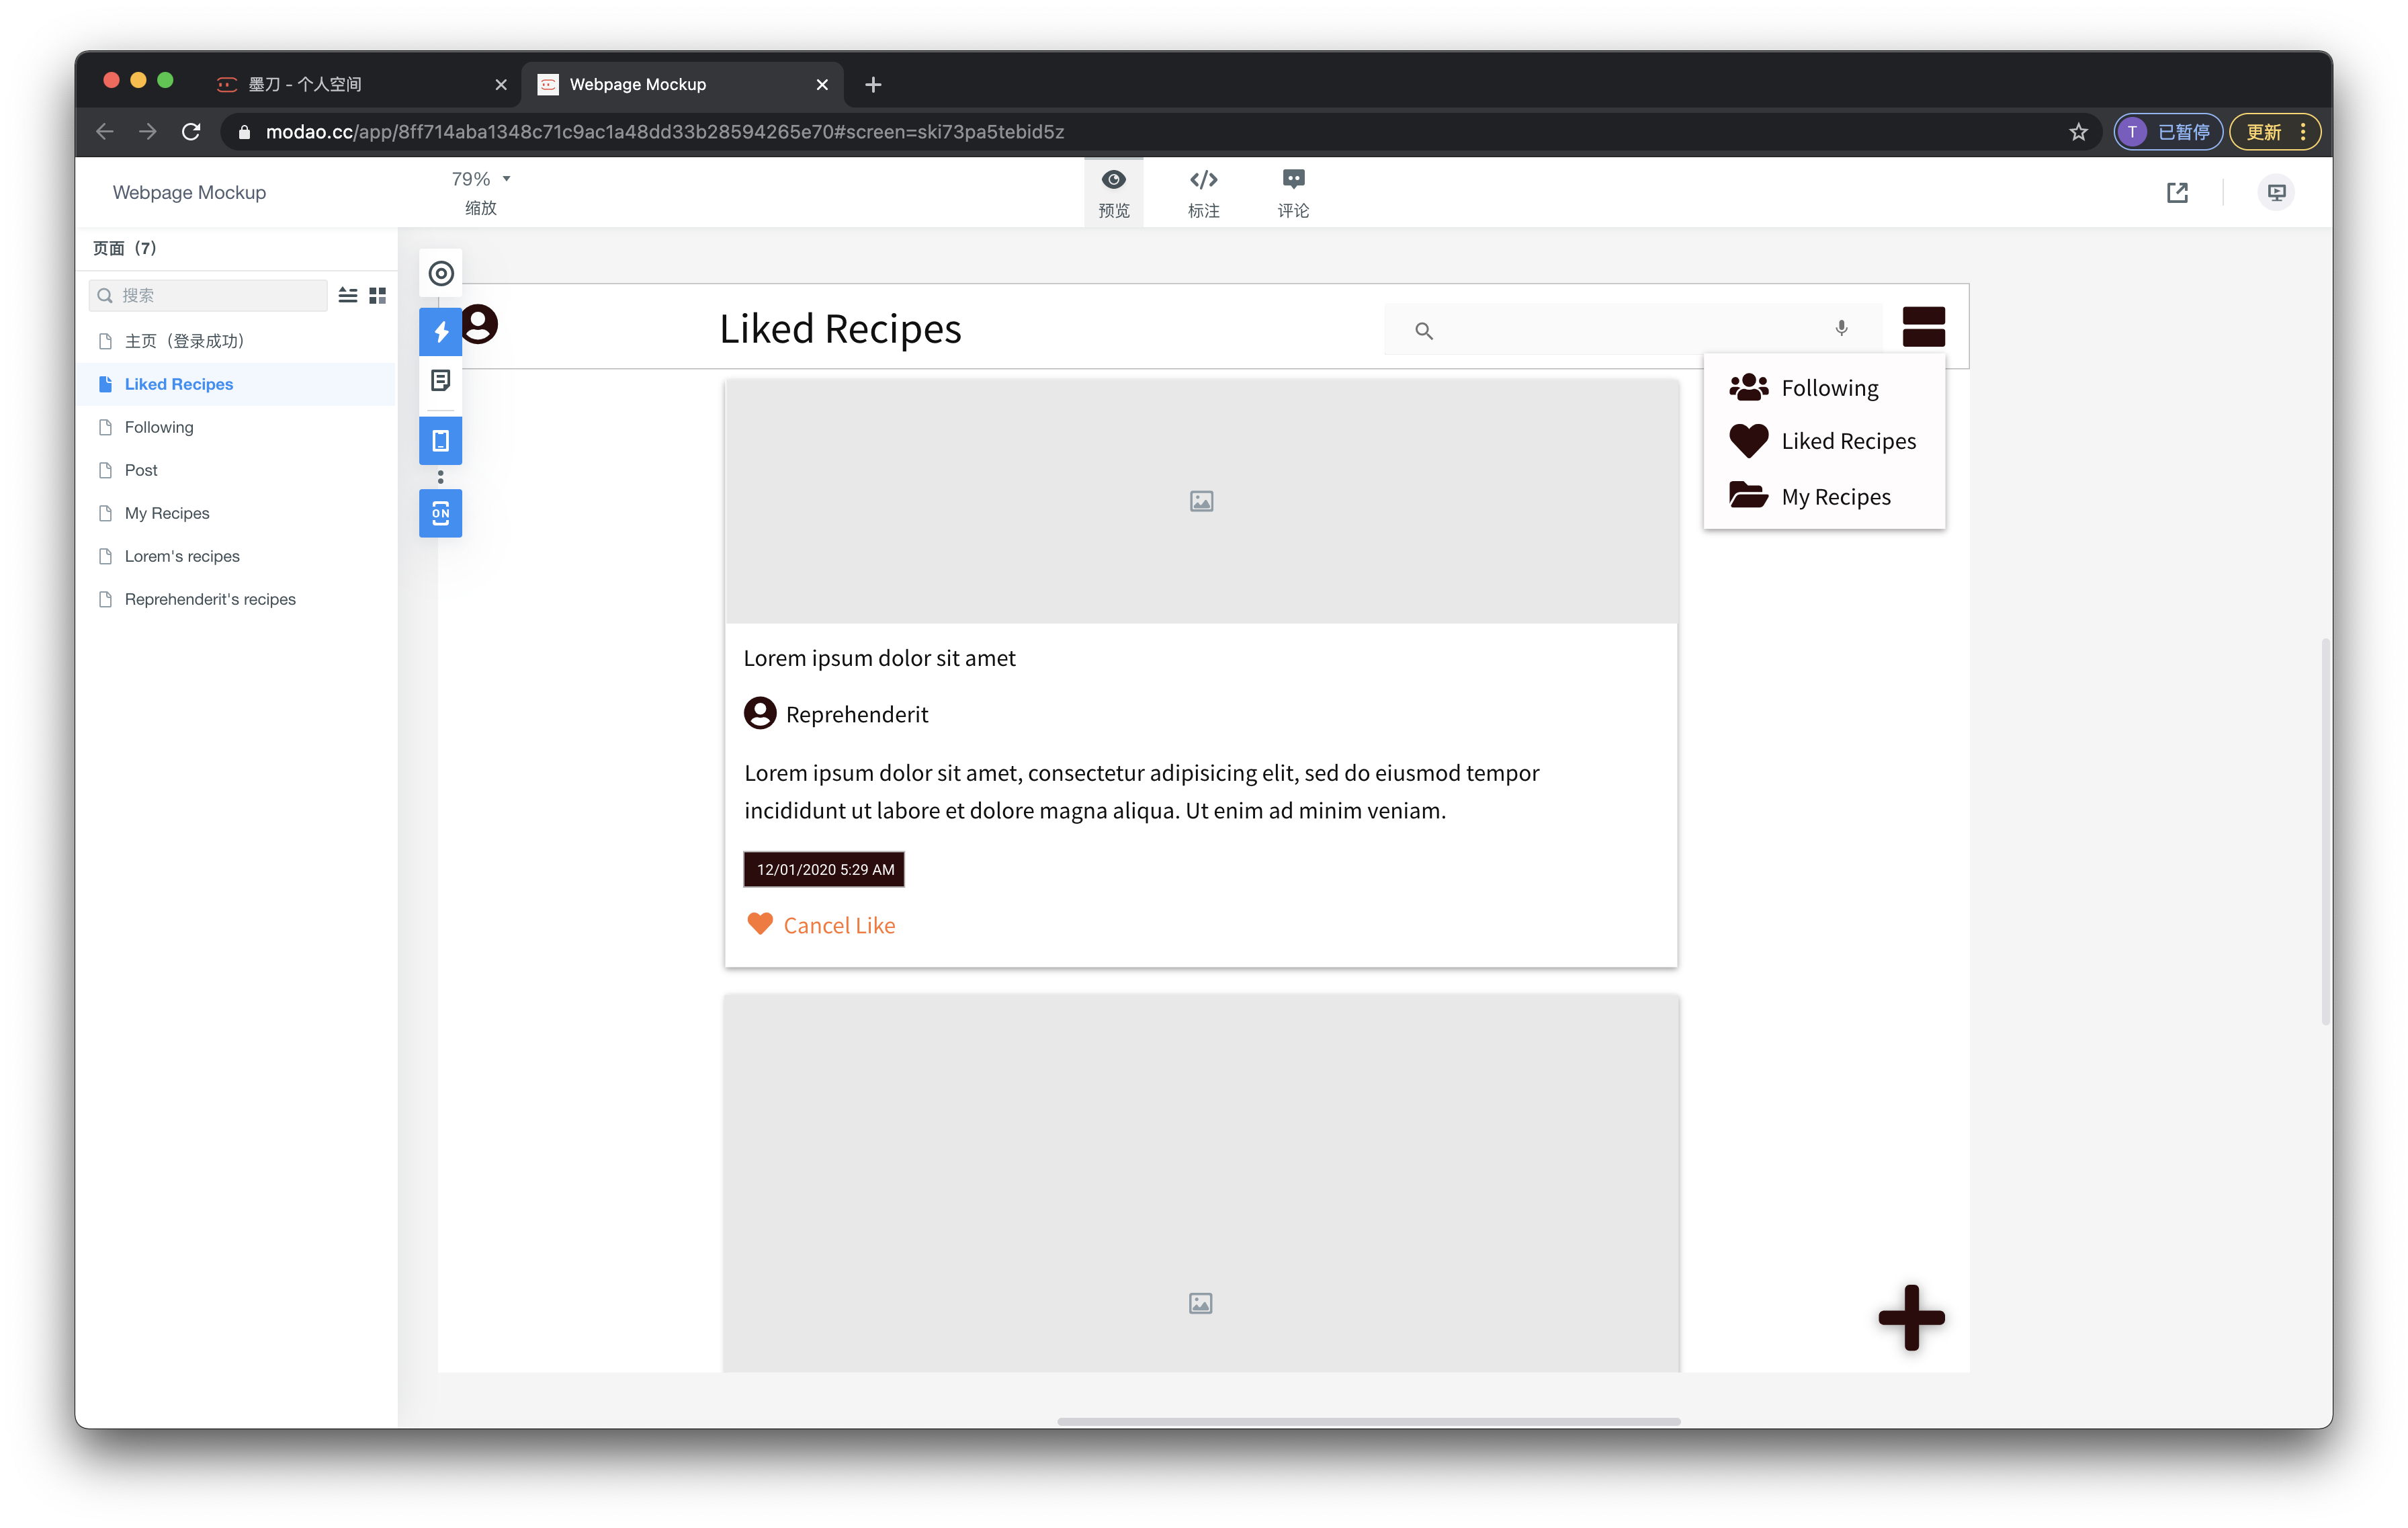 墨刀 - 个人空间
Webpage Mockup
modao.cc/app/8ff714aba1348c71c9ac1a48dd33b28594265e70#screen=ski73pa5tebid5z
T 已暂停
更新
Webpage Mockup
79%
缩放
预览
标注
评论
页面（7）
搜索
主页（登录成功）
Liked Recipes
Following
Post
My Recipes
Lorem's recipes
Reprehenderit's recipes
ON
Liked Recipes
Following
Liked Recipes
My Recipes
Lorem ipsum dolor sit amet
Reprehenderit
Lorem ipsum dolor sit amet, consectetur adipisicing elit, sed do eiusmod tempor
incididunt ut labore et dolore magna aliqua. Ut enim ad minim veniam.
12/01/2020 5:29 AM
Cancel Like